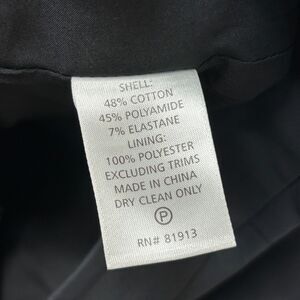 SHELL:
48% COTTON
45% POLYAMIDE
7% ELASTANE
LINING:
100% POLYESTER
EXCLUDING TRIMS
MADE IN CHINA
DRY CLEAN ONLY
P
RN# 81913